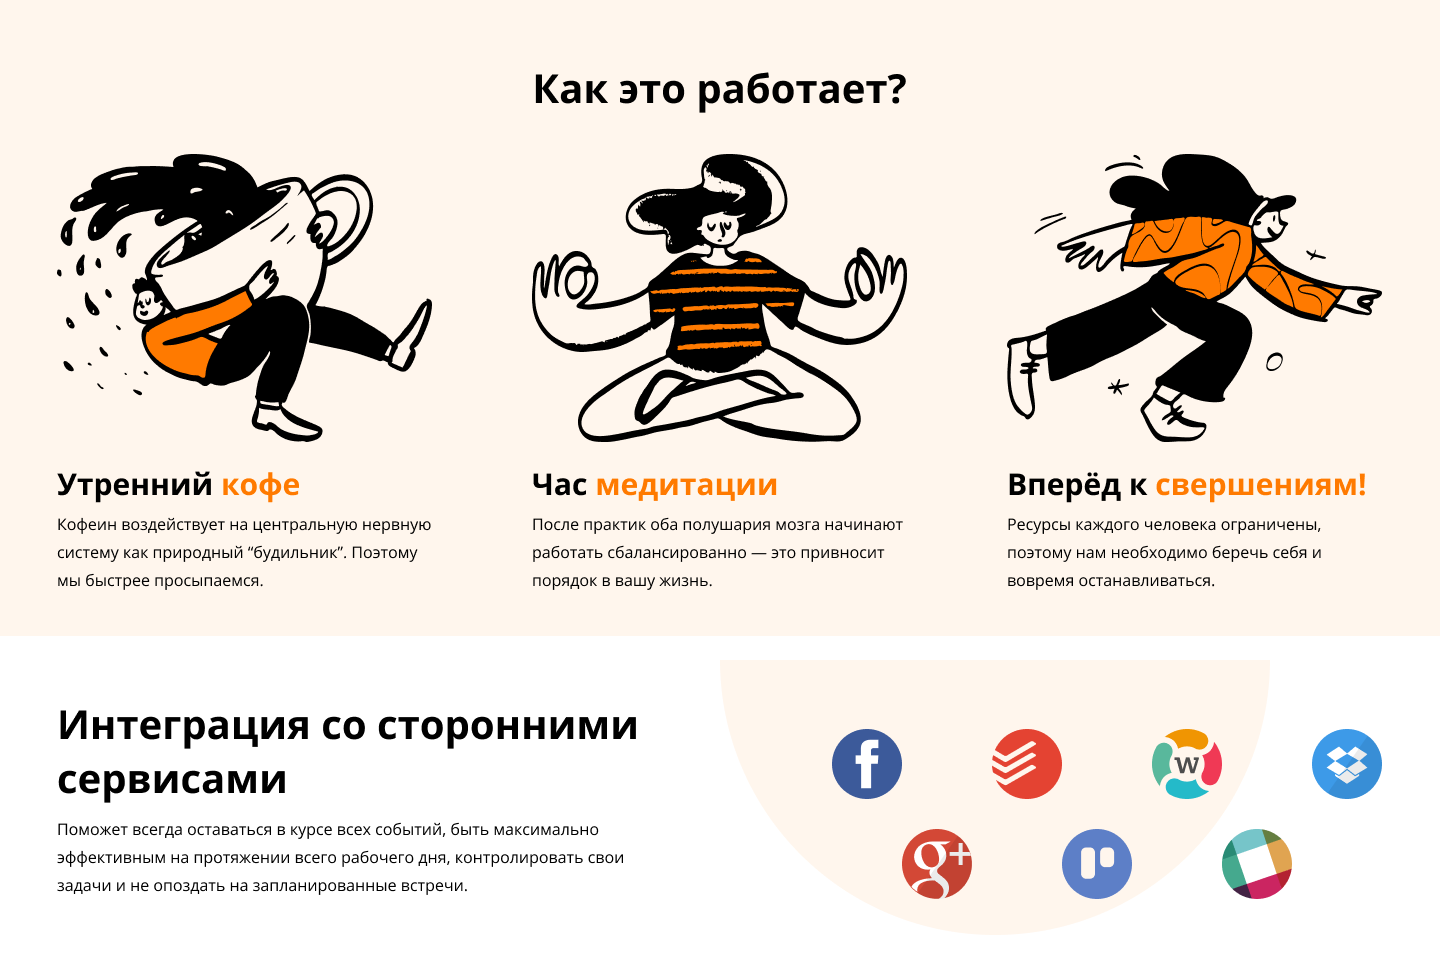 Как это работает?
Утренний кофе
Кофеин воздействует на центральную нервную
систему как природный “будильник”. Поэтому
мы быстрее просыпаемся.
Час медитации
После практик оба полушария мозга начинают
работать сбалансированно — это привносит
порядок в вашу жизнь.
Вперёд к свершениям!
Ресурсы каждого человека ограничены,
поэтому нам необходимо беречь себя и
вовремя останавливаться.
Интеграция со сторонними
сервисами
Поможет всегда оставаться в курсе всех событий, быть максимально
эффективным на протяжении всего рабочего дня, контролировать свои
задачи и не опоздать на запланированные встречи.
f
w
g+